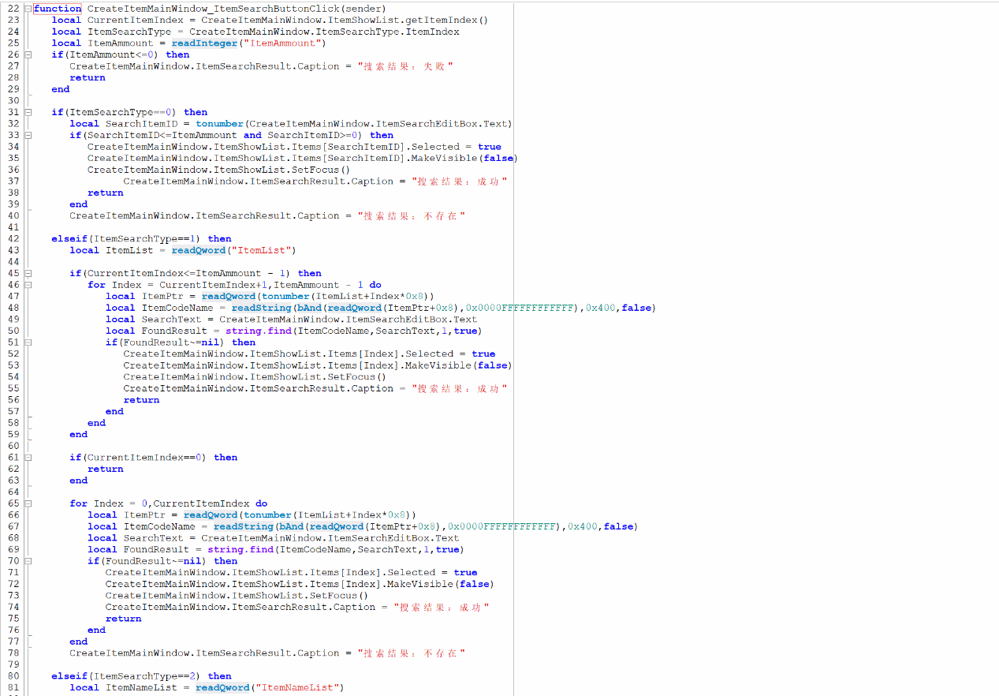 22 function CreateItemMainWindow_ItemSearchButtonClick(sender)
23 local CurrentItemIndex = CreateItemMainWindow.ItemShowList.getItemIndex()
24 local ItemSearchType = CreateItemMainWindow.ItemSearchType.ItemIndex
25 local ItemAmmount = readInteger("ItemAmmount")
26 if(ItemAmmount<=0) then
27 CreateItemMainWindow.ItemSearchResult.Caption = "搜索结果：失败"
28 return
29 end
30
31 if(ItemSearchType==0) then
32 local SearchItemID = tonumber(CreateItemMainWindow.ItemSearchEditBox.Text)
33 if(SearchItemID<=ItemAmmount and SearchItemID>=0) then
34 CreateItemMainWindow.ItemShowList.Items[SearchItemID].Selected = true
35 CreateItemMainWindow.ItemShowList.Items[SearchItemID].MakeVisible(false)
36 CreateItemMainWindow.ItemShowList.SetFocus()
37 CreateItemMainWindow.ItemSearchResult.Caption = "搜索结果：成功"
38 return
39 end
40 CreateItemMainWindow.ItemSearchResult.Caption = "搜索结果：不存在"
41
42 elseif(ItemSearchType==1) then
43 local ItemList = readQword("ItemList")
44
45 if(CurrentItemIndex<=ItemAmmount - 1) then
46 for Index = CurrentItemIndex+1,ItemAmmount - 1 do
47 local ItemPtr = readQword(tonumber(ItemList+Index*0x8))
48 local ItemCodeName = readString(bAnd(readQword(ItemPtr+0x8),0x0000FFFFFFFFFFFF),0x400,false)
49 local SearchText = CreateItemMainWindow.ItemSearchEditBox.Text
50 local FoundResult = string.find(ItemCodeName,SearchText,1,true)
51 if(FoundResult~=nil) then
52 CreateItemMainWindow.ItemShowList.Items[Index].Selected = true
53 CreateItemMainWindow.ItemShowList.Items[Index].MakeVisible(false)
54 CreateItemMainWindow.ItemShowList.SetFocus()
55 CreateItemMainWindow.ItemSearchResult.Caption = "搜索结果：成功"
56 return
57 end
58 end
59 end
60
61 if(CurrentItemIndex==0) then
62 return
63 end
64
65 for Index = 0,CurrentItemIndex do
66 local ItemPtr = readQword(tonumber(ItemList+Index*0x8))
67 local ItemCodeName = readString(bAnd(readQword(ItemPtr+0x8),0x0000FFFFFFFFFFFF),0x400,false)
68 local SearchText = CreateItemMainWindow.ItemSearchEditBox.Text
69 local FoundResult = string.find(ItemCodeName,SearchText,1,true)
70 if(FoundResult~=nil) then
71 CreateItemMainWindow.ItemShowList.Items[Index].Selected = true
72 CreateItemMainWindow.ItemShowList.Items[Index].MakeVisible(false)
73 CreateItemMainWindow.ItemShowList.SetFocus()
74 CreateItemMainWindow.ItemSearchResult.Caption = "搜索结果：成功"
75 return
76 end
77 end
78 CreateItemMainWindow.ItemSearchResult.Caption = "搜索结果：不存在"
79
80 elseif(ItemSearchType==2) then
81 local ItemNameList = readQword("ItemNameList")